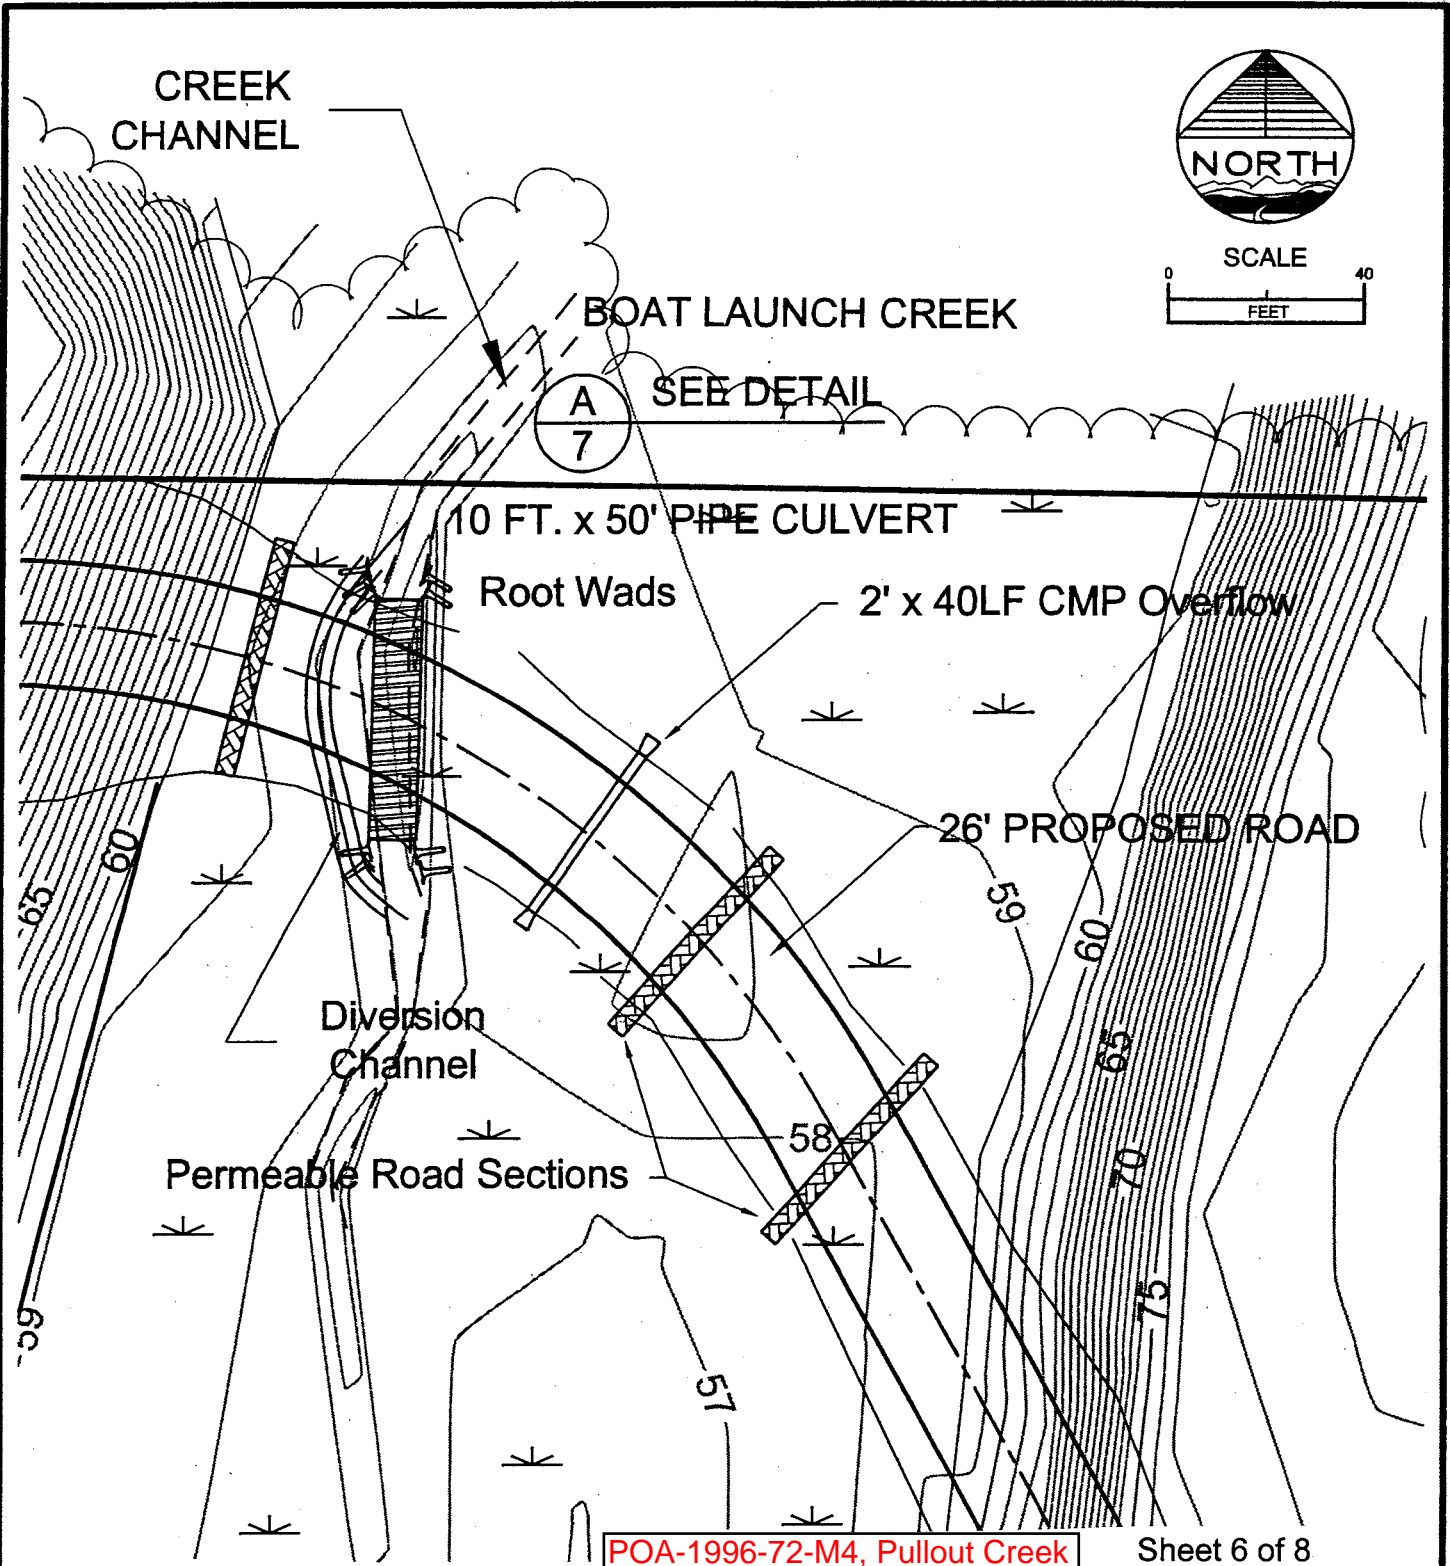 CREEK
CHANNEL
NORTH
SCALE
0 40
FEET
BOAT LAUNCH CREEK
A
7
SEE DETAIL
10 FT. x 50' PIPE CULVERT
Root Wads
2' x 40LF CMP Overflow
26' PROPOSED ROAD
60
65
59
60
Diversion
Channel
65
58
Permeable Road Sections
70
75
59
57
POA-1996-72-M4, Pullout Creek
Sheet 6 of 8